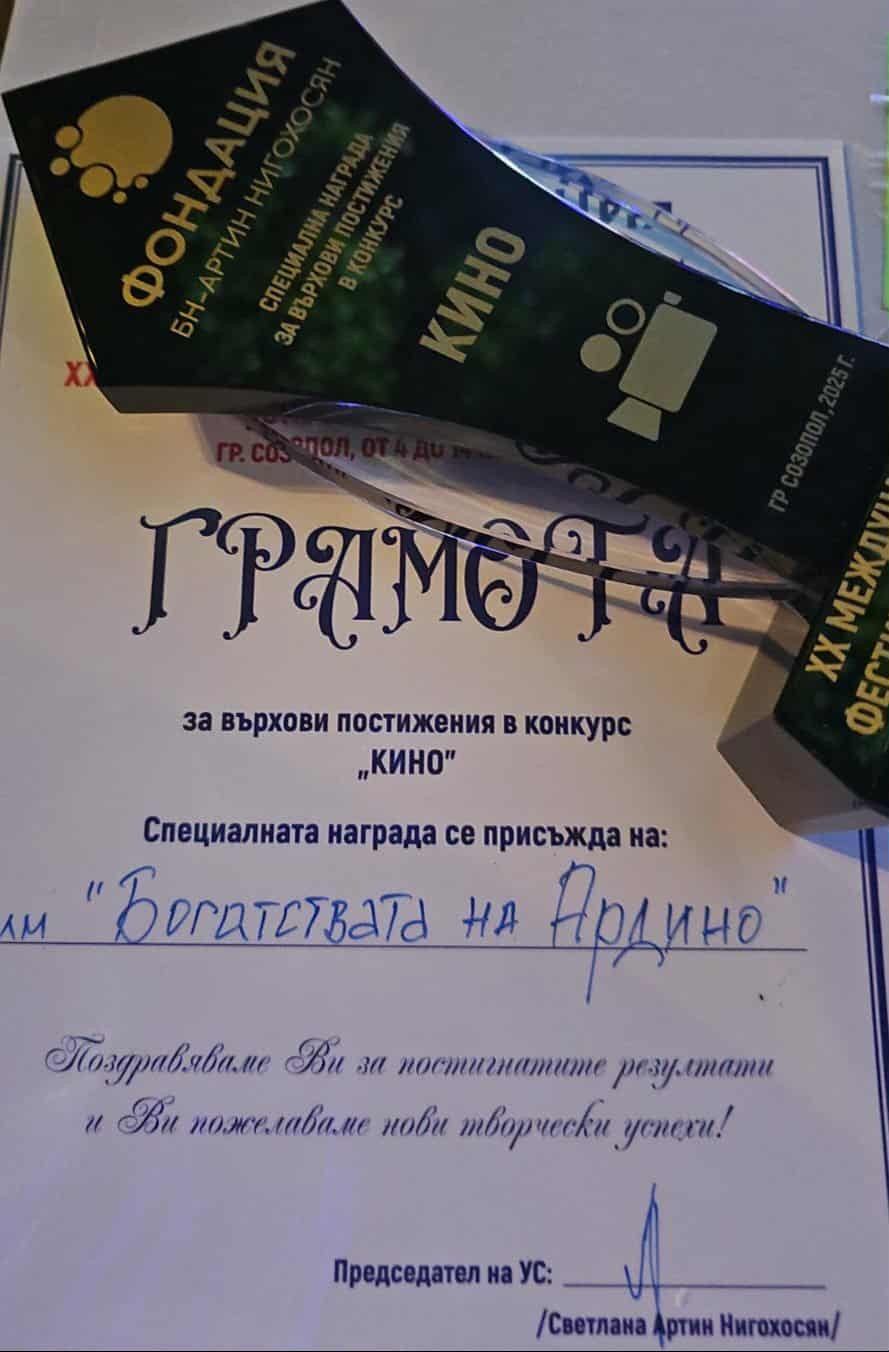 ФОНДАЦИЯ
БН-АРТИН НИГОХОСЯН
СПЕЦИАЛНА НАГРАДА
ЗА ВЪРХОВИ ПОСТИЖЕНИЯ
В КОНКУРС
КИНО
ГР СОЗОПОЛ, 2025 г.
XX
ГР. СОЗОПОЛ, ОТ 4 ДО
ГРАМОТА
за върхови постижения в конкурс
„КИНО”
Специалната награда се присъжда на:
"Богатствата на Ардино"
Поздравяваме Ви за постигнатите резултати
и Ви пожелаваме нови творчески успехи!
Председател на УС:
/Светлана Артин Нигохосян/